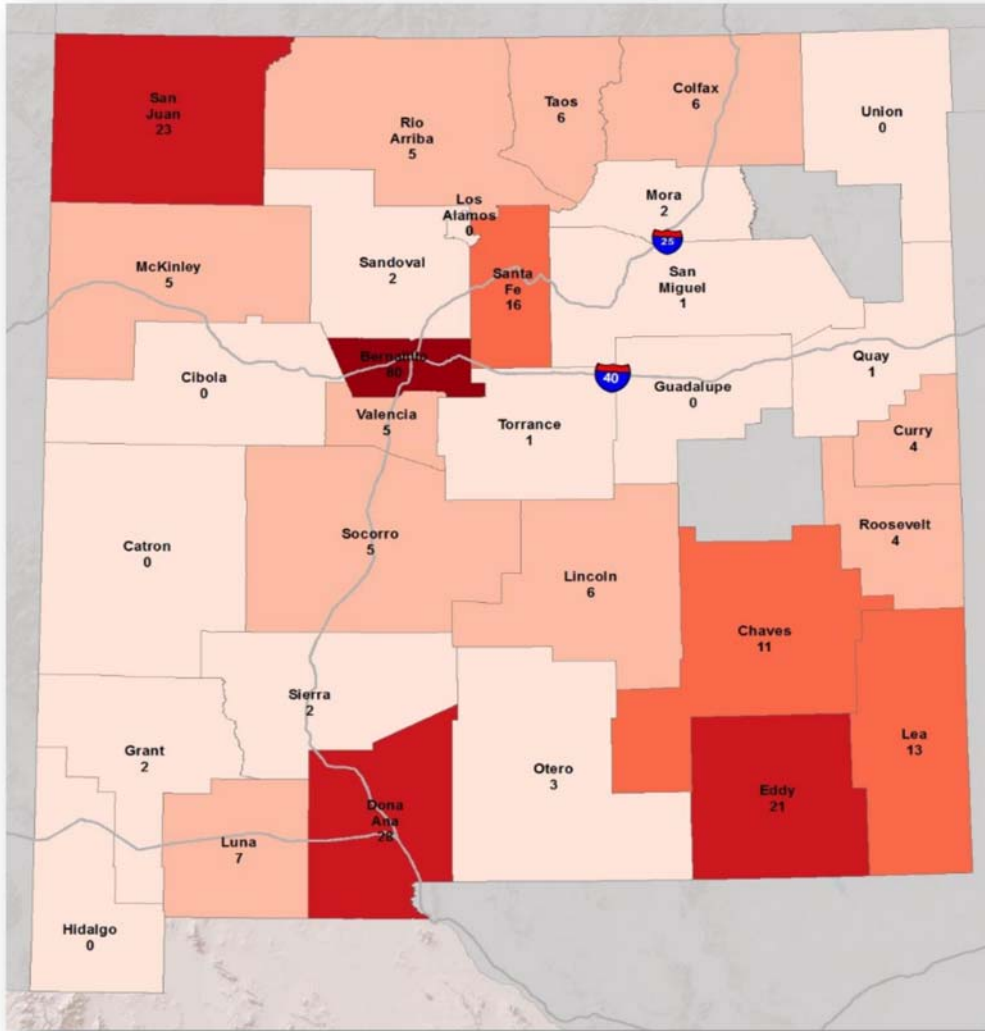 San
Juan
23
Rio
Arriba
5
Taos
6
Colfax
6
Union
0
Los
Alamos
0
Mora
2
25
McKinley
5
Sandoval
2
Santa
Fe
16
San
Miguel
1
Bernalillo
80
Cibola
0
40
Guadalupe
0
Quay
1
Valencia
5
Torrance
1
Curry
4
Catron
0
Socorro
5
Roosevelt
4
Lincoln
6
Chaves
11
Sierra
2
Grant
2
Lea
13
Otero
3
Dona
Ana
28
Eddy
21
Luna
7
Hidalgo
0